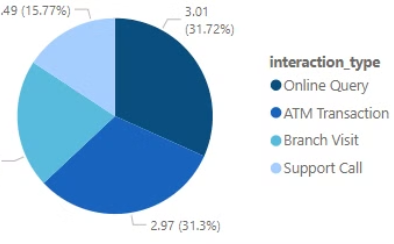 .49 (15.77%)
3.01
(31.72%)
interaction_type
Online Query
ATM Transaction
Branch Visit
Support Call
2.97 (31.3%)